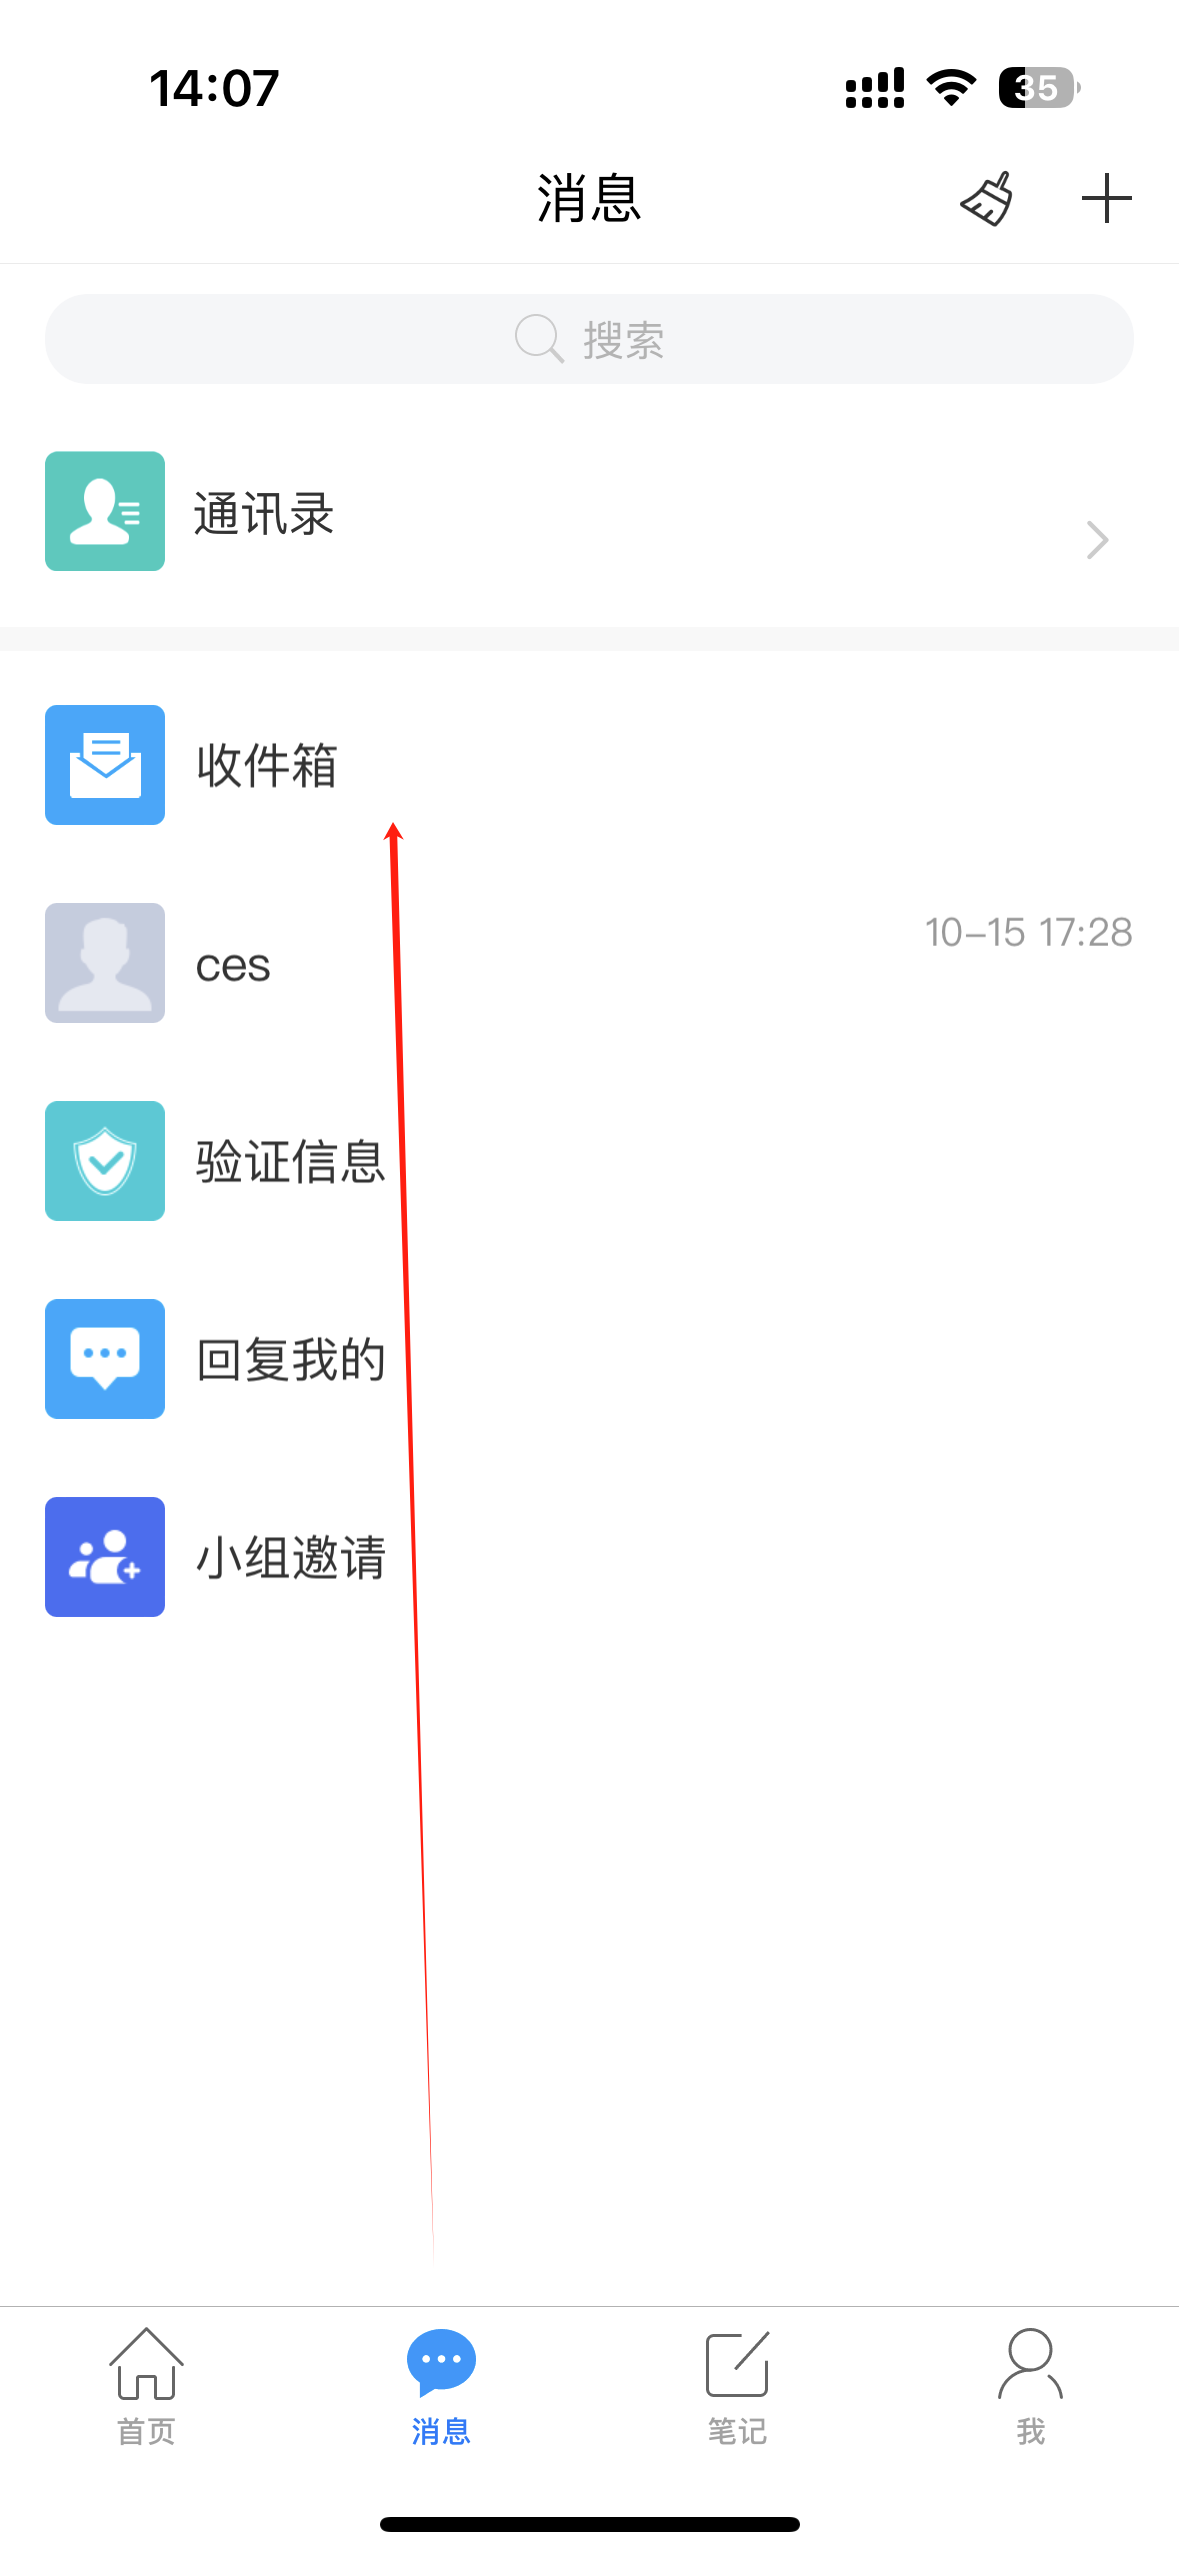 14:07
35
消息
搜索
通讯录
收件箱
ces
10-15 17:28
验证信息
回复我的
小组邀请
首页
消息
笔记
我